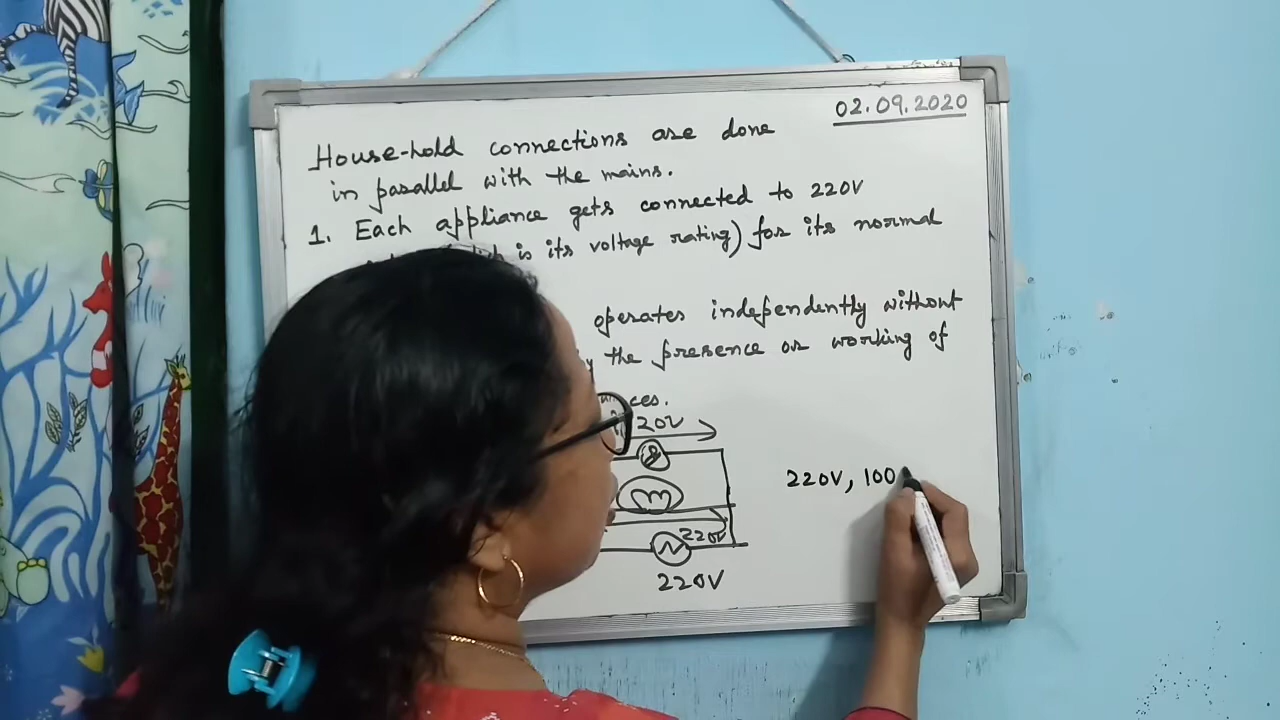 02.09.2020
House-hold connections are done
in parallel with the mains.
1. Each appliance gets connected to 220V
is its voltage rating) for its normal
operates independently without
the presence or working of
220V
220V, 100
220V
220V